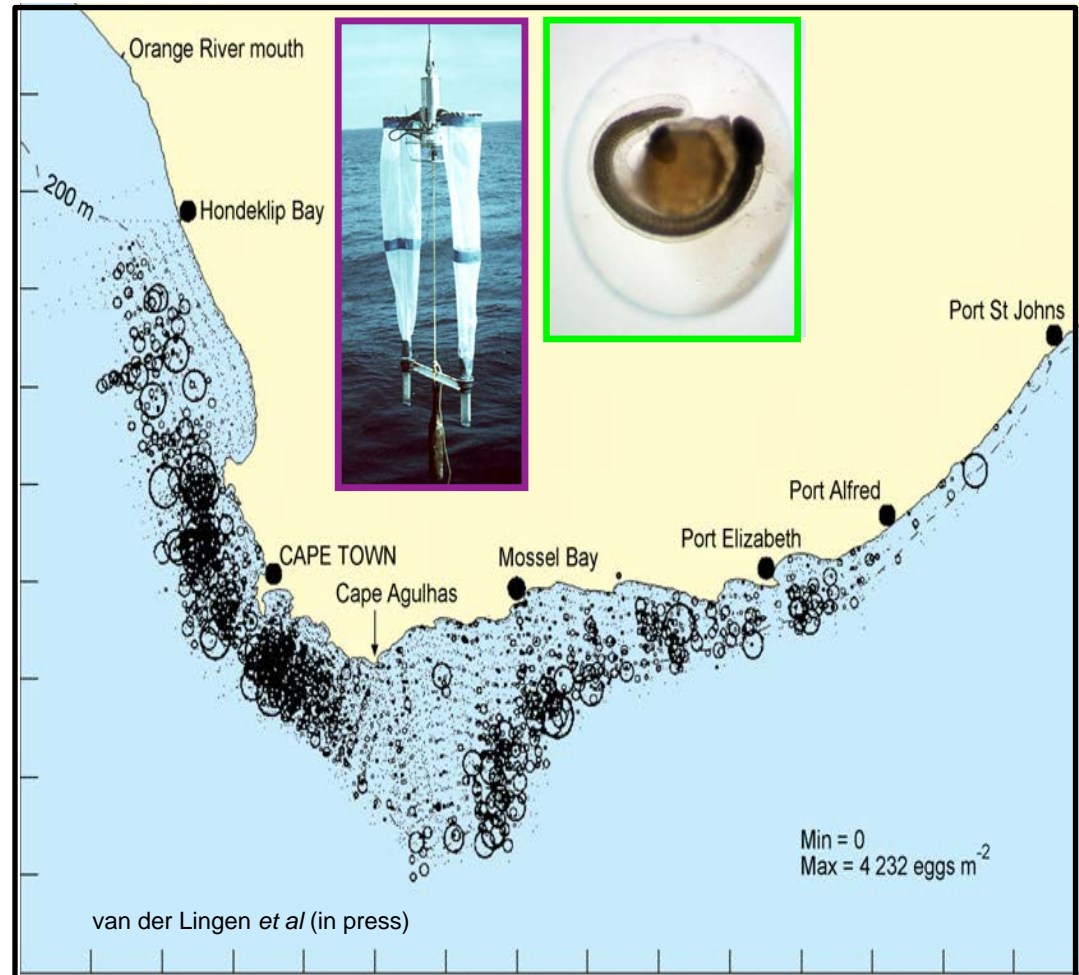 Orange River mouth
200 m
Hondeklip Bay
Port St Johns
Port Alfred
Port Elizabeth
CAPE TOWN
Mossel Bay
Cape Agulhas
Min = 0
Max = 4 232 eggs m⁻²
van der Lingen et al (in press)